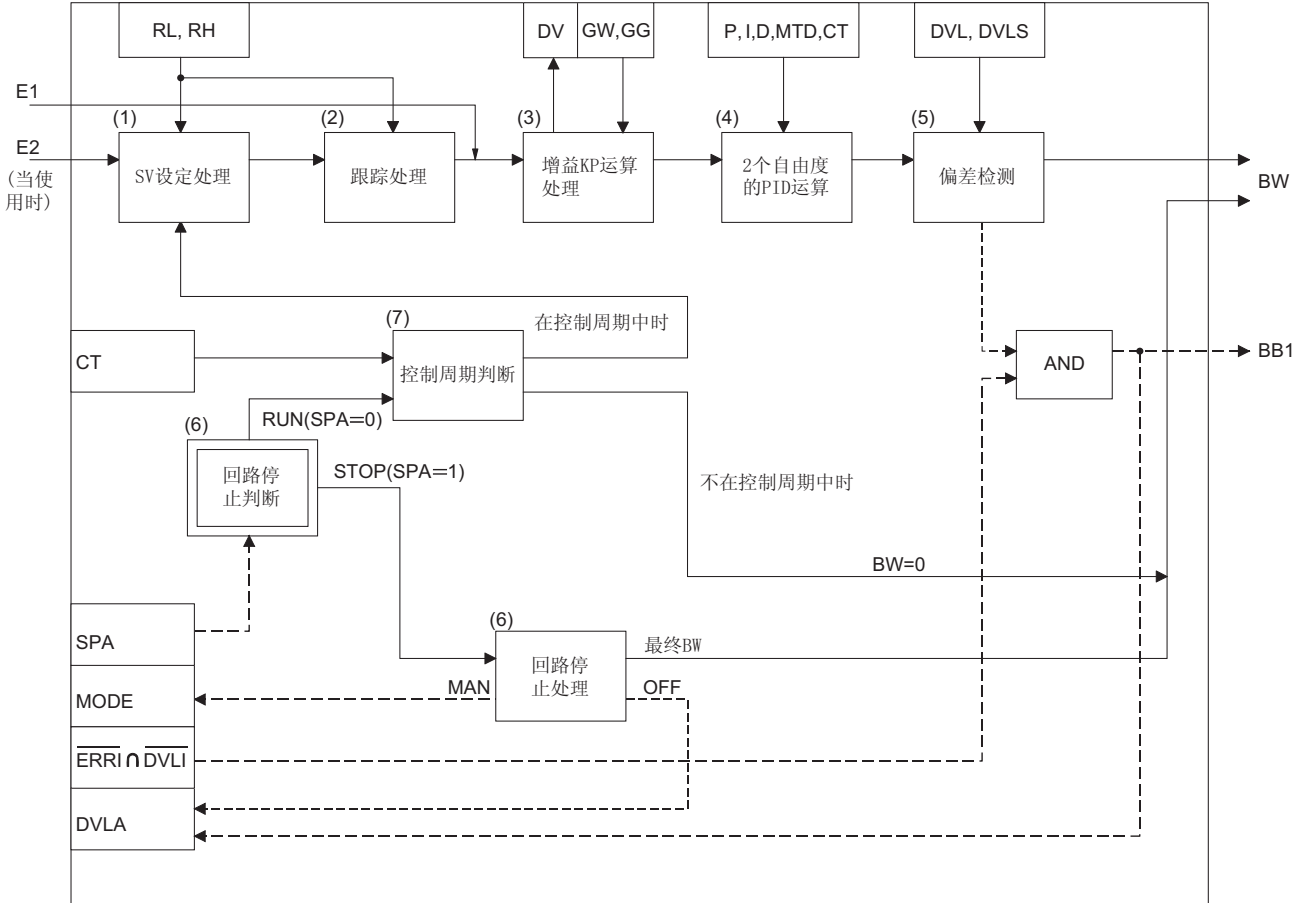 RL, RH
DV
GW,GG
P,I,D,MTD,CT
DVL, DVLS
E1
(1)
(2)
(3)
(4)
(5)
E2
(当使
用时)
SV设定处理
跟踪处理
增益KP运算
处理
2个自由度
的PID运算
偏差检测
BW
(7)
在控制周期中时
CT
控制周期判断
AND
BB1
(6)
RUN(SPA=0)
回路停
止判断
STOP(SPA=1)
不在控制周期中时
BW=0
SPA
(6)
回路停
止处理
最终BW
MODE
MAN
OFF
E̅R̅R̅I̅∩D̅V̅L̅I̅
DVLA